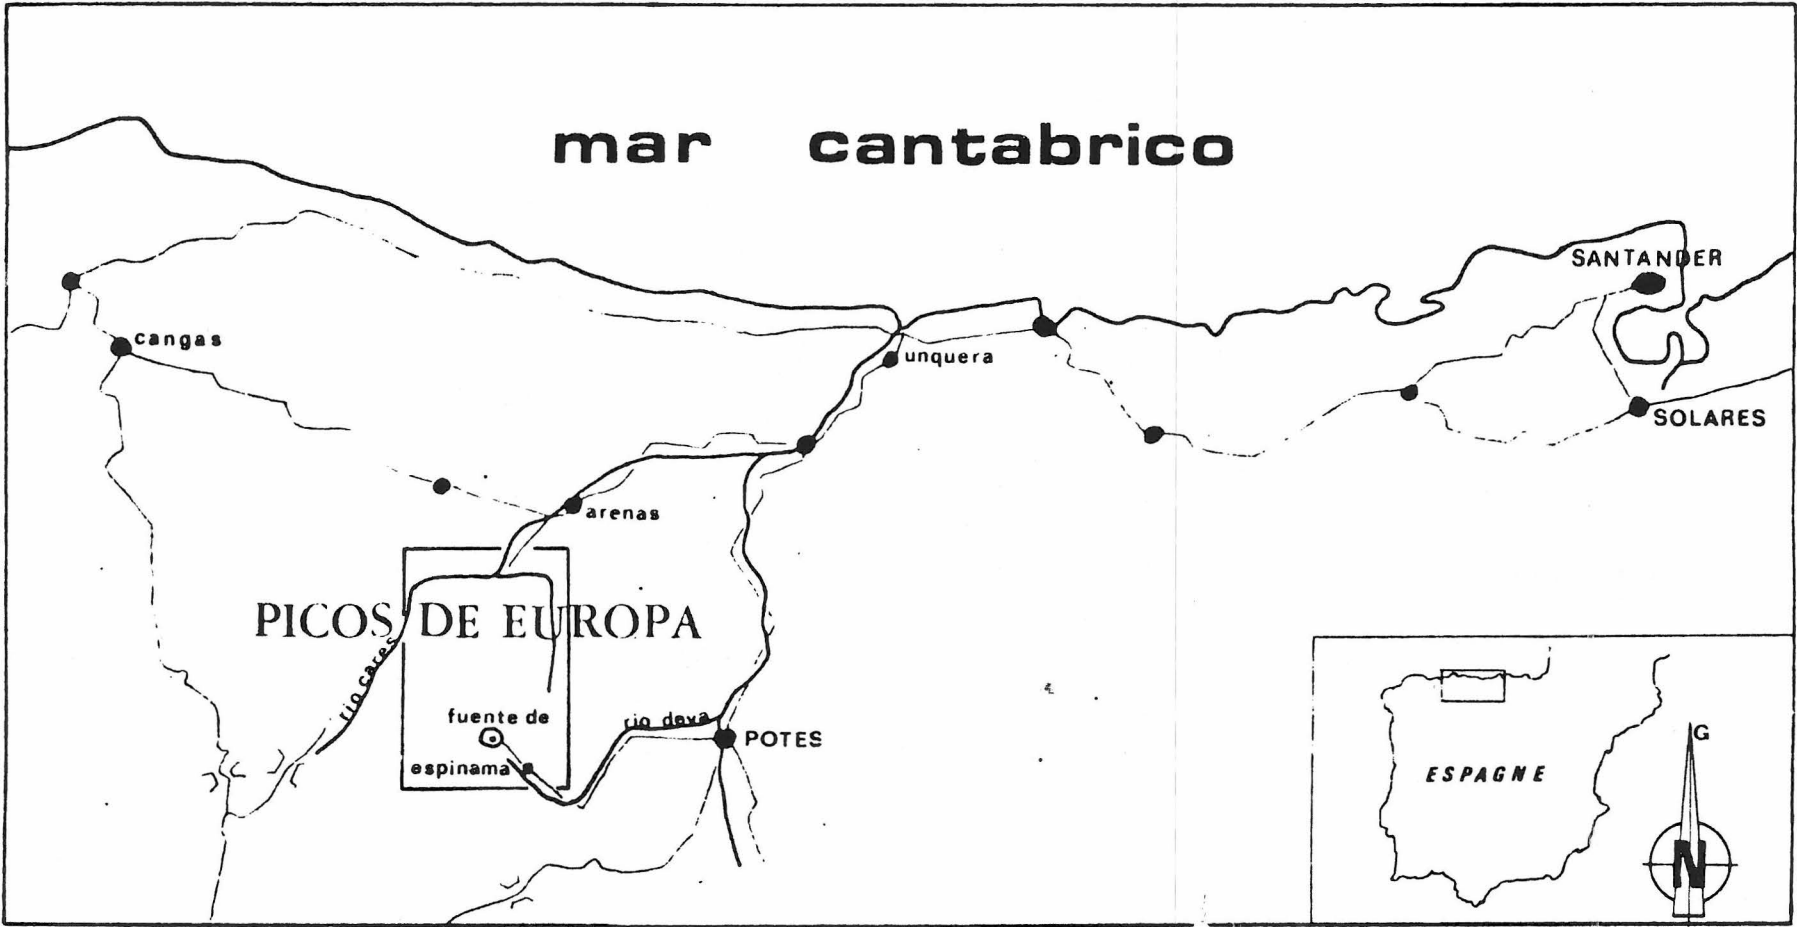 mar cantabrico
SANTANDER
cangas
unquera
SOLARES
arenas
PICOS DE EUROPA
rio cares
fuente de
rio deva
POTES
espinama
G
ESPAGNE
N